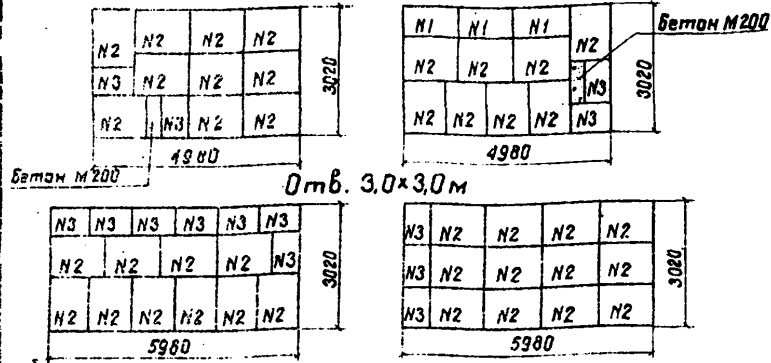 N2 N2 N2 N2
N3 N2 N2 N2
N2 N3 N2 N2
3020
4980
Бетон М200
N1 N1 N1 N2
N2 N2 N2 N3
N2 N2 N2 N2 N3
Бетон М200
3020
4980
Отв. 3,0×3,0 м
N3 N3 N3 N3 N3 N3
N2 N2 N2 N2 N3
N2 N2 N2 N2 N2 N2
3020
5980
N3 N2 N2 N2 N2
N3 N2 N2 N2 N2
N3 N2 N2 N2 N2
3020
5980